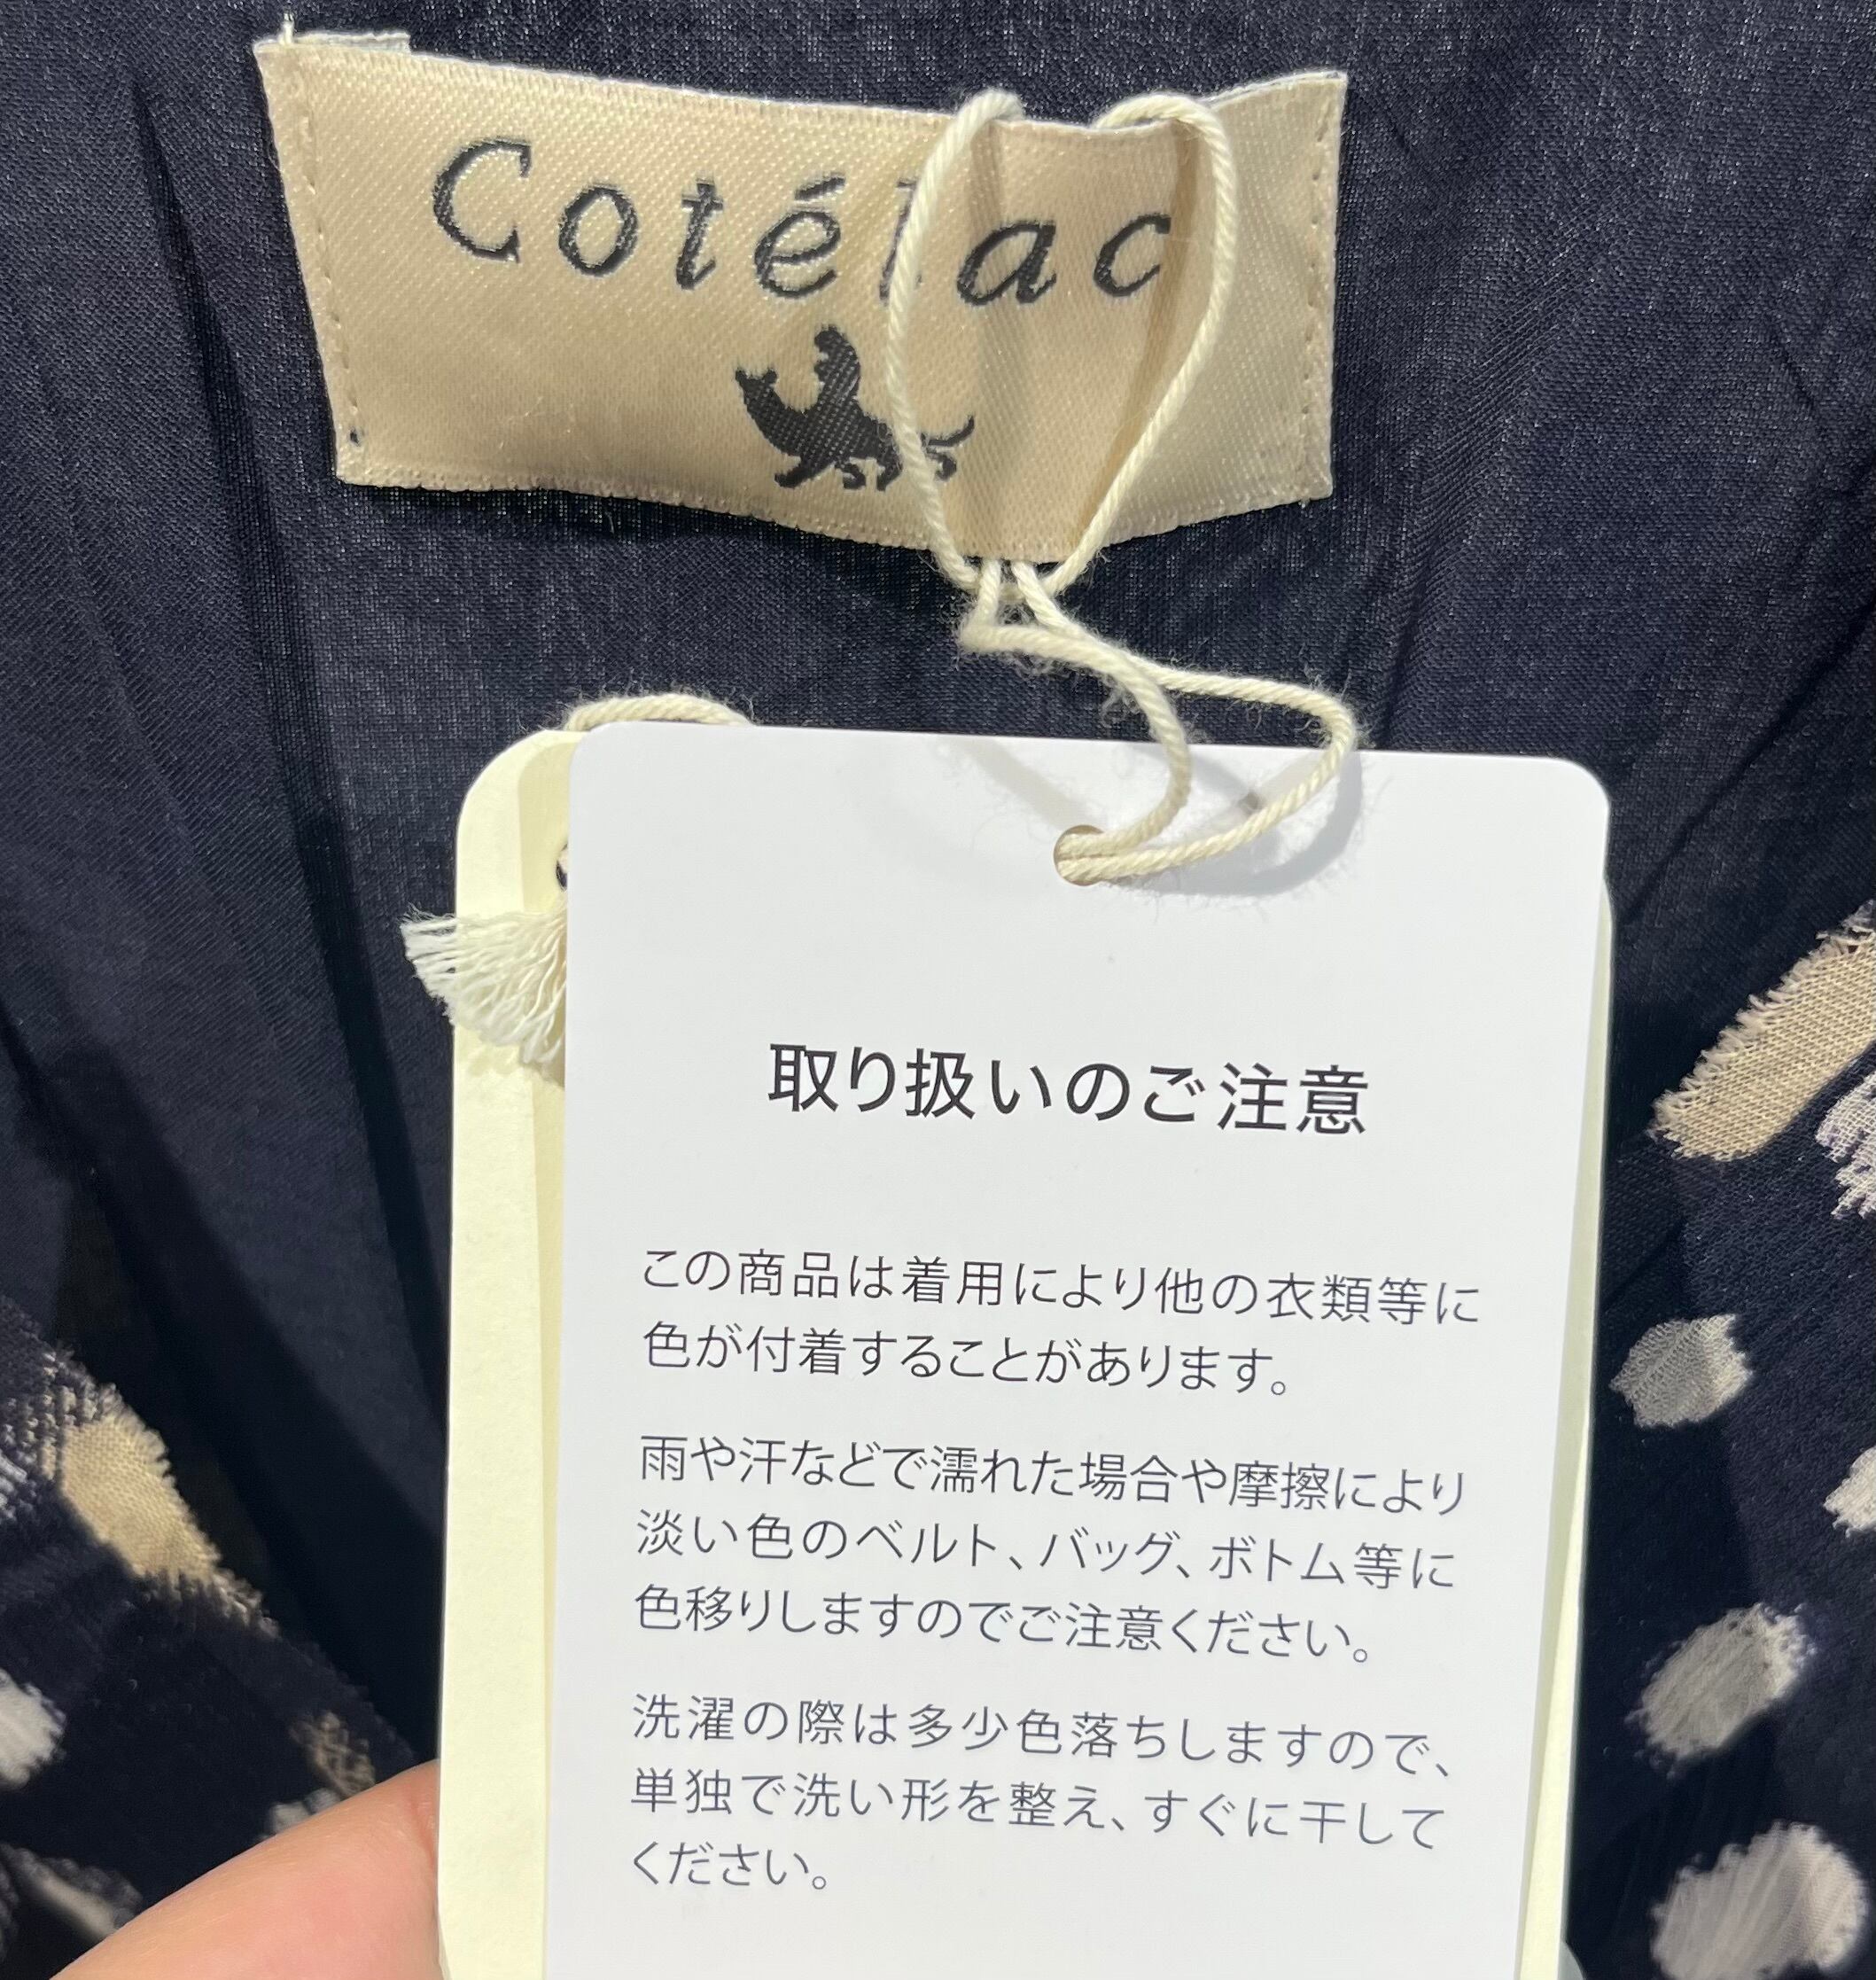 Cotélac
取り扱いのご注意
この商品は着用により他の衣類等に
色が付着することがあります。
雨や汗などで濡れた場合や摩擦により
淡い色のベルト、バッグ、ボトム等に
色移りしますのでご注意ください。
洗濯の際は多少色落ちしますので、
単独で洗い形を整え、すぐに干して
ください。